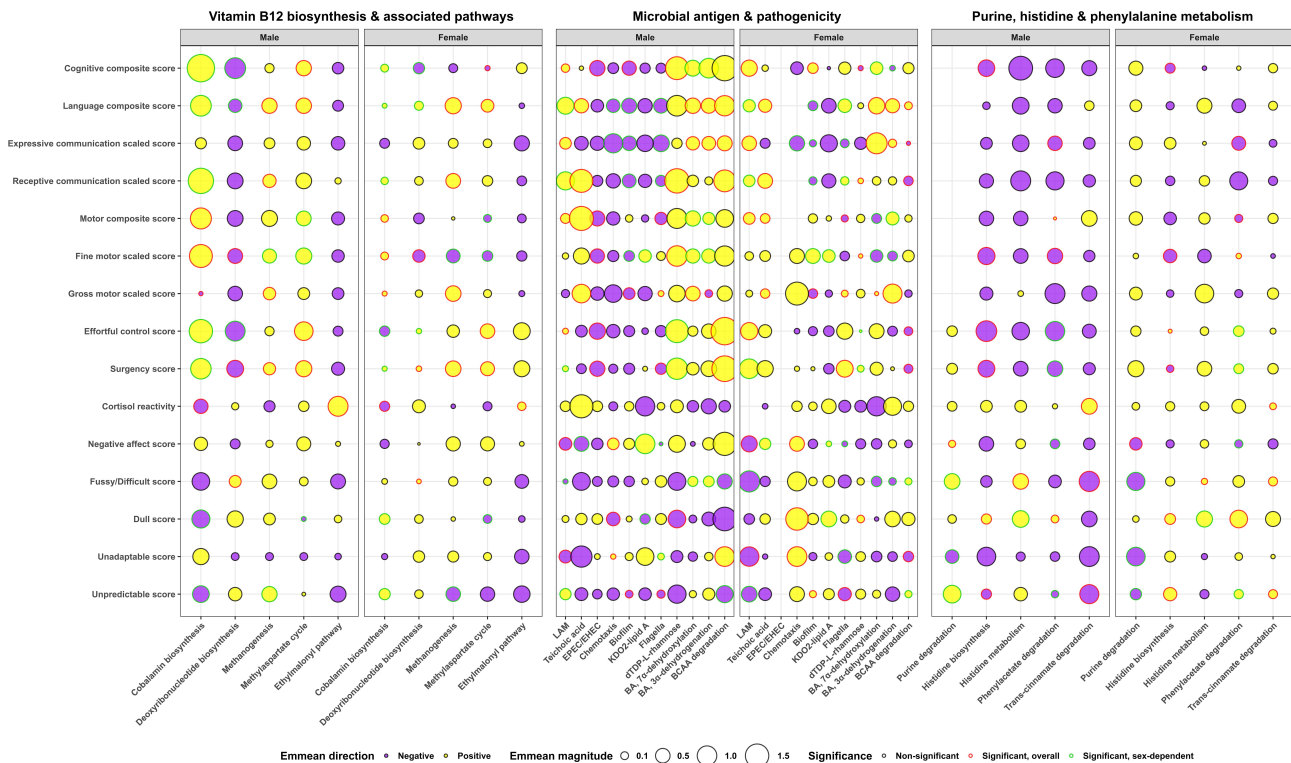 Vitamin B12 biosynthesis & associated pathways
Microbial antigen & pathogenicity
Purine, histidine & phenylalanine metabolism
Male
Female
Male
Female
Male
Female
Cognitive composite score
Language composite score
Expressive communication scaled score
Receptive communication scaled score
Motor composite score
Fine motor scaled score
Gross motor scaled score
Effortful control score
Surgency score
Cortisol reactivity
Negative affect score
Fussy/Difficult score
Dull score
Unadaptable score
Unpredictable score
Cobalamin biosynthesis
Deoxyribonucleotide biosynthesis
Methanogenesis
Methylaspartate cycle
Ethylmalonyl pathway
Cobalamin biosynthesis
Deoxyribonucleotide biosynthesis
Methanogenesis
Methylaspartate cycle
Ethylmalonyl pathway
LAM
Teichoic acid
EPEC/EHEC
Chemotaxis
Biofilm
KDO2-lipid A
Flagella
dTDP-L-rhamnose
BA, 7α-dehydroxylation
BA, 3α-dehydrogenation
BCAA degradation
LAM
Teichoic acid
EPEC/EHEC
Chemotaxis
Biofilm
KDO2-lipid A
Flagella
dTDP-L-rhamnose
BA, 7α-dehydroxylation
BA, 3α-dehydrogenation
BCAA degradation
Purine degradation
Histidine biosynthesis
Histidine metabolism
Phenylacetate degradation
Trans-cinnamate degradation
Purine degradation
Histidine biosynthesis
Histidine metabolism
Phenylacetate degradation
Trans-cinnamate degradation
Emmean direction Negative Positive Emmean magnitude 0.1 0.5 1.0 1.5 Significance Non-significant Significant, overall Significant, sex-dependent